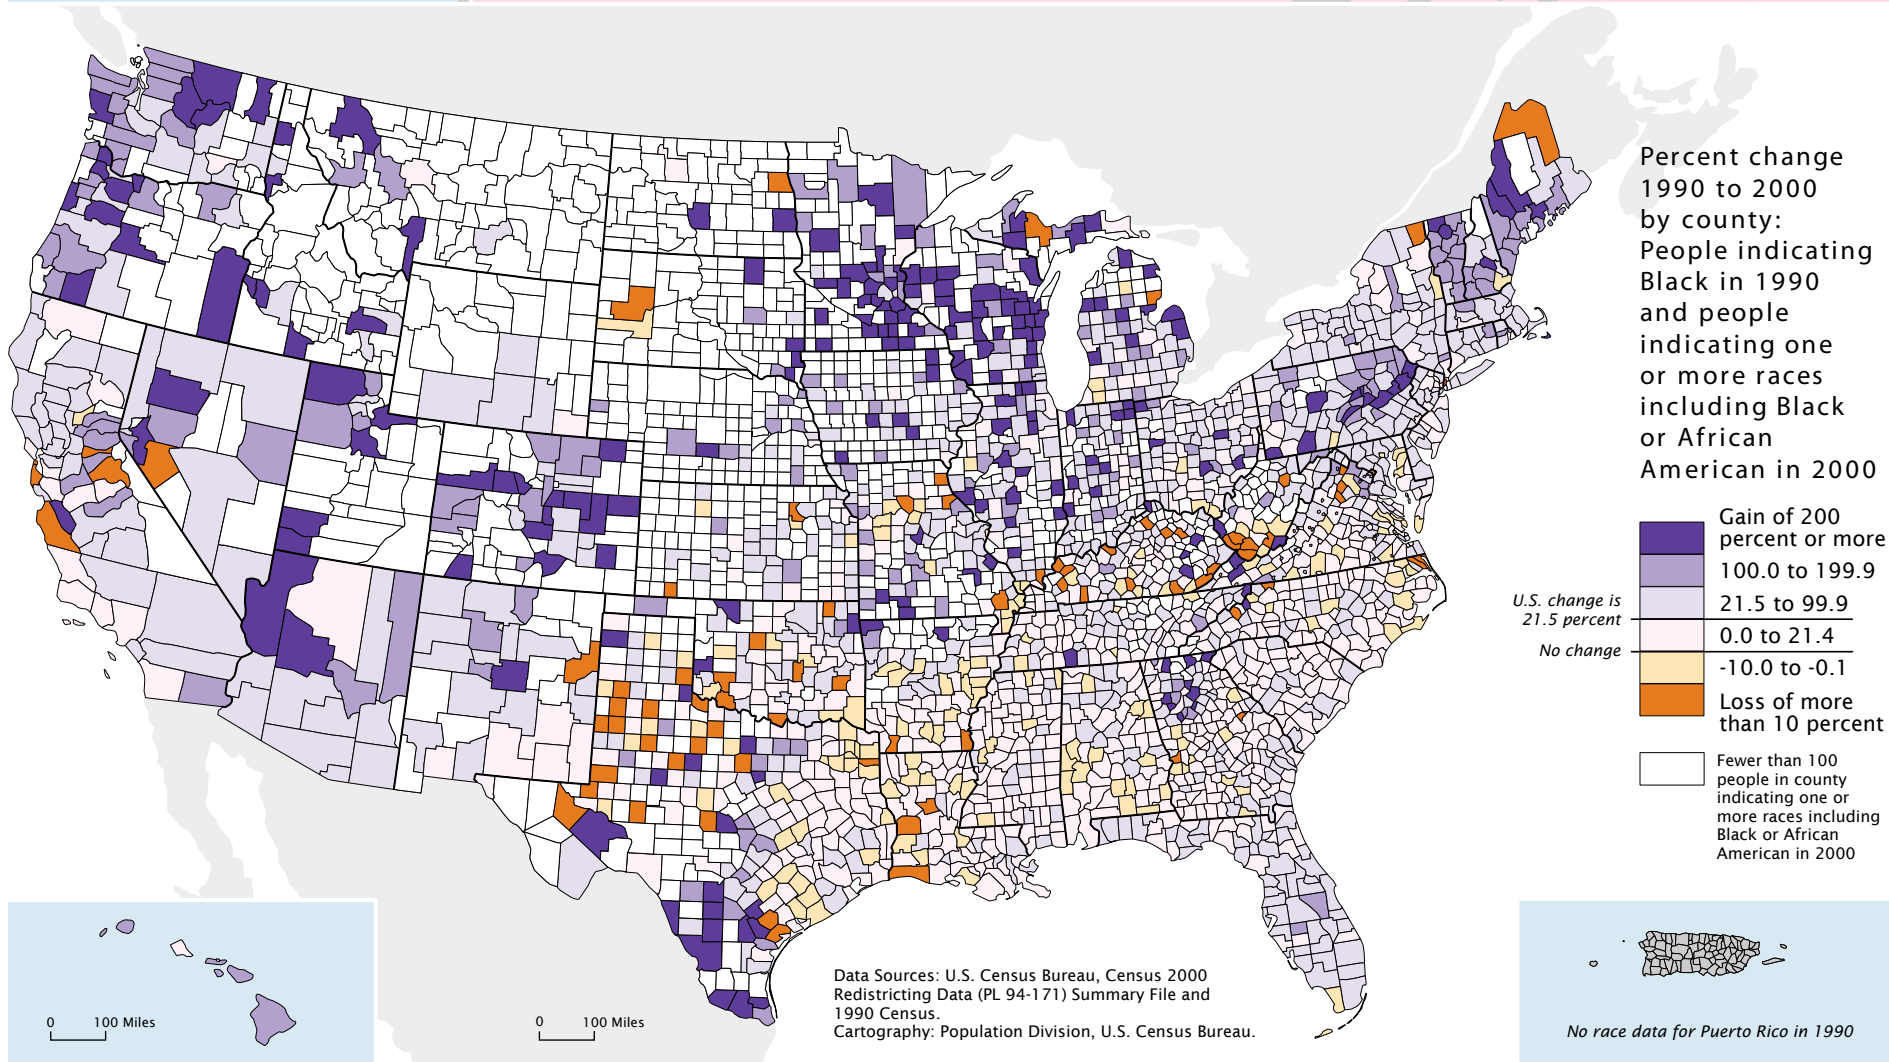 Percent change
1990 to 2000
by county:
People indicating
Black in 1990
and people
indicating one
or more races
including Black
or African
American in 2000
Gain of 200
percent or more
100.0 to 199.9
21.5 to 99.9
U.S. change is
21.5 percent
0.0 to 21.4
No change
-10.0 to -0.1
Loss of more
than 10 percent
Fewer than 100
people in county
indicating one or
more races including
Black or African
American in 2000
0 100 Miles
0 100 Miles
Data Sources: U.S. Census Bureau, Census 2000
Redistricting Data (PL 94-171) Summary File and
1990 Census.
Cartography: Population Division, U.S. Census Bureau.
No race data for Puerto Rico in 1990